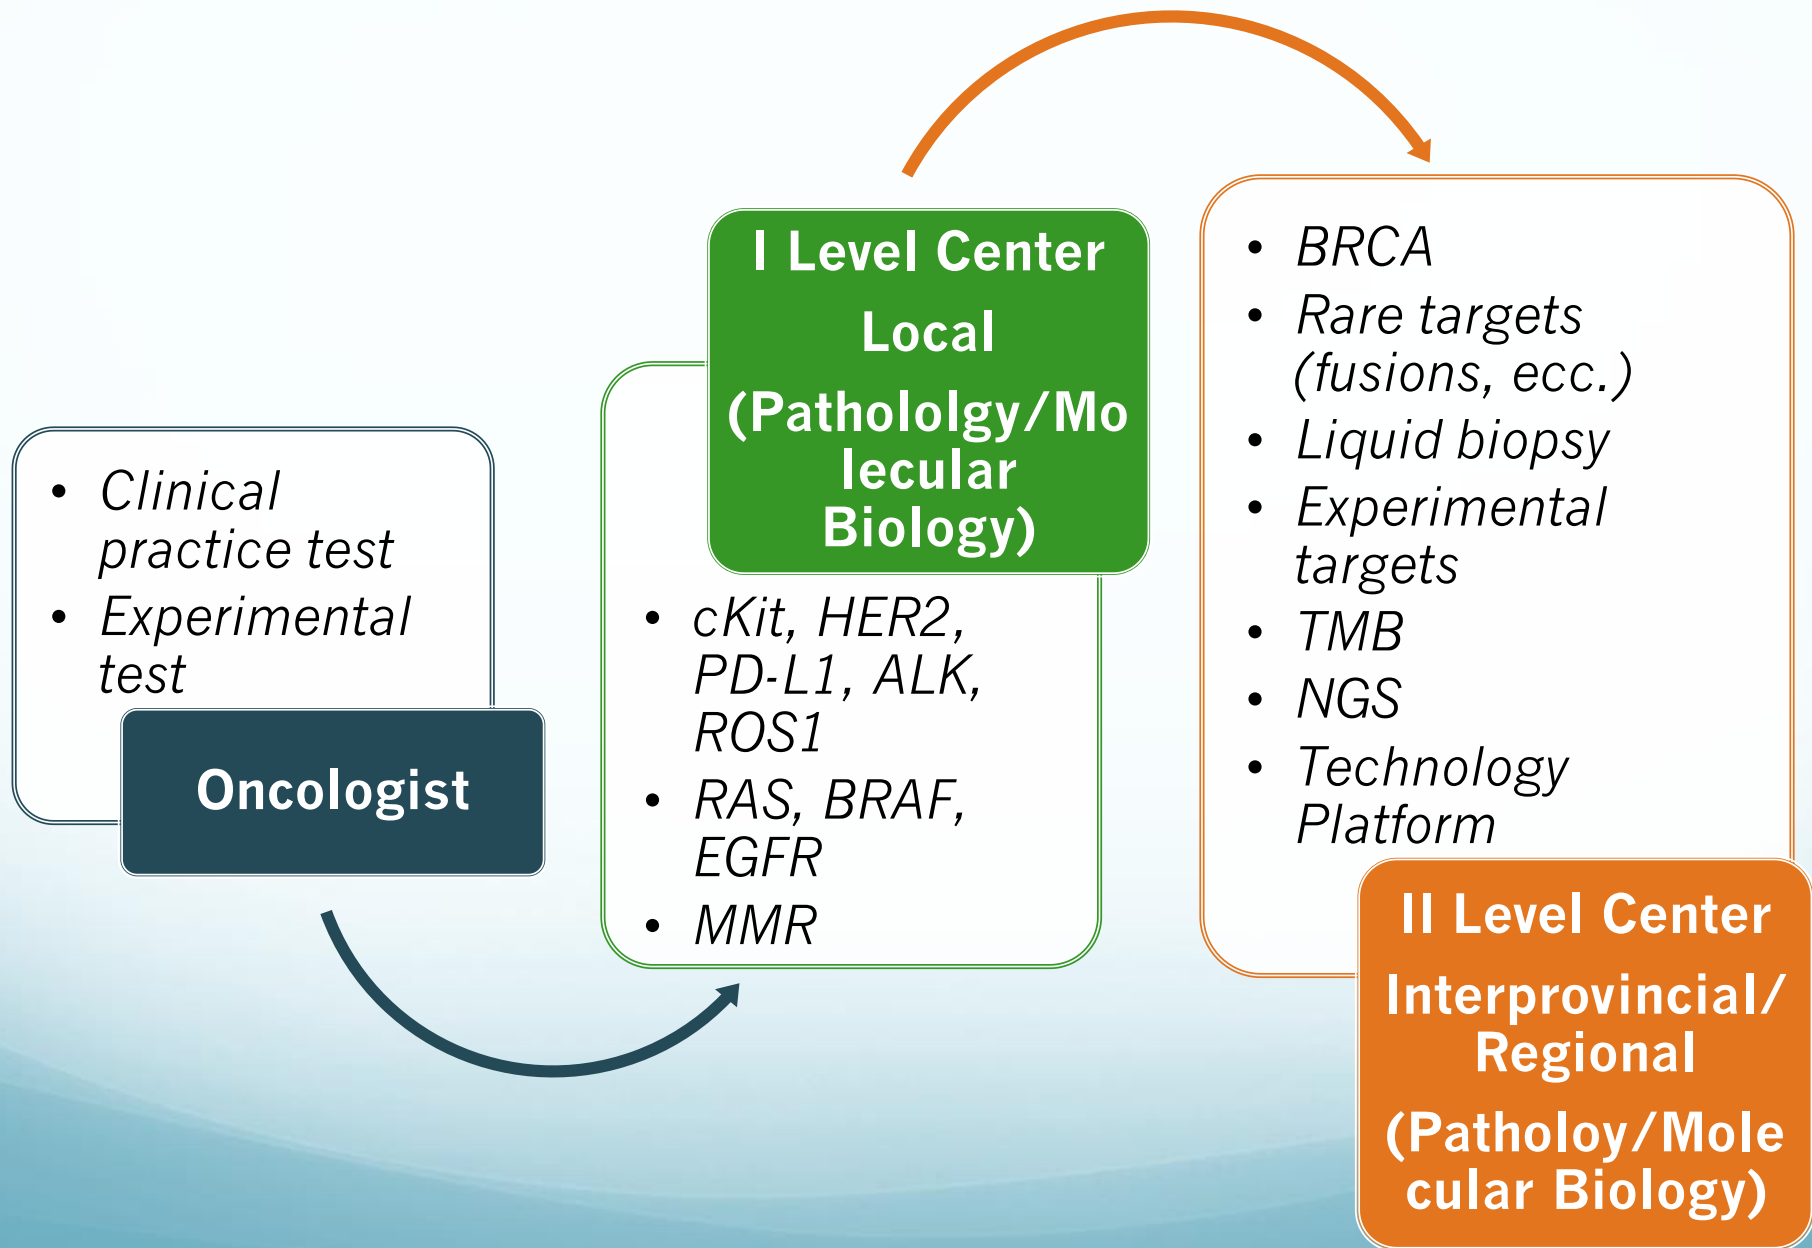 • Clinical
practice test
• Experimental
test
Oncologist
I Level Center
Local
(Pathololgy/Mo
lecular
Biology)
• cKit, HER2,
PD-L1, ALK,
ROS1
• RAS, BRAF,
EGFR
• MMR
• BRCA
• Rare targets
(fusions, ecc.)
• Liquid biopsy
• Experimental
targets
• TMB
• NGS
• Technology
Platform
II Level Center
Interprovincial/
Regional
(Patholoy/Mole
cular Biology)